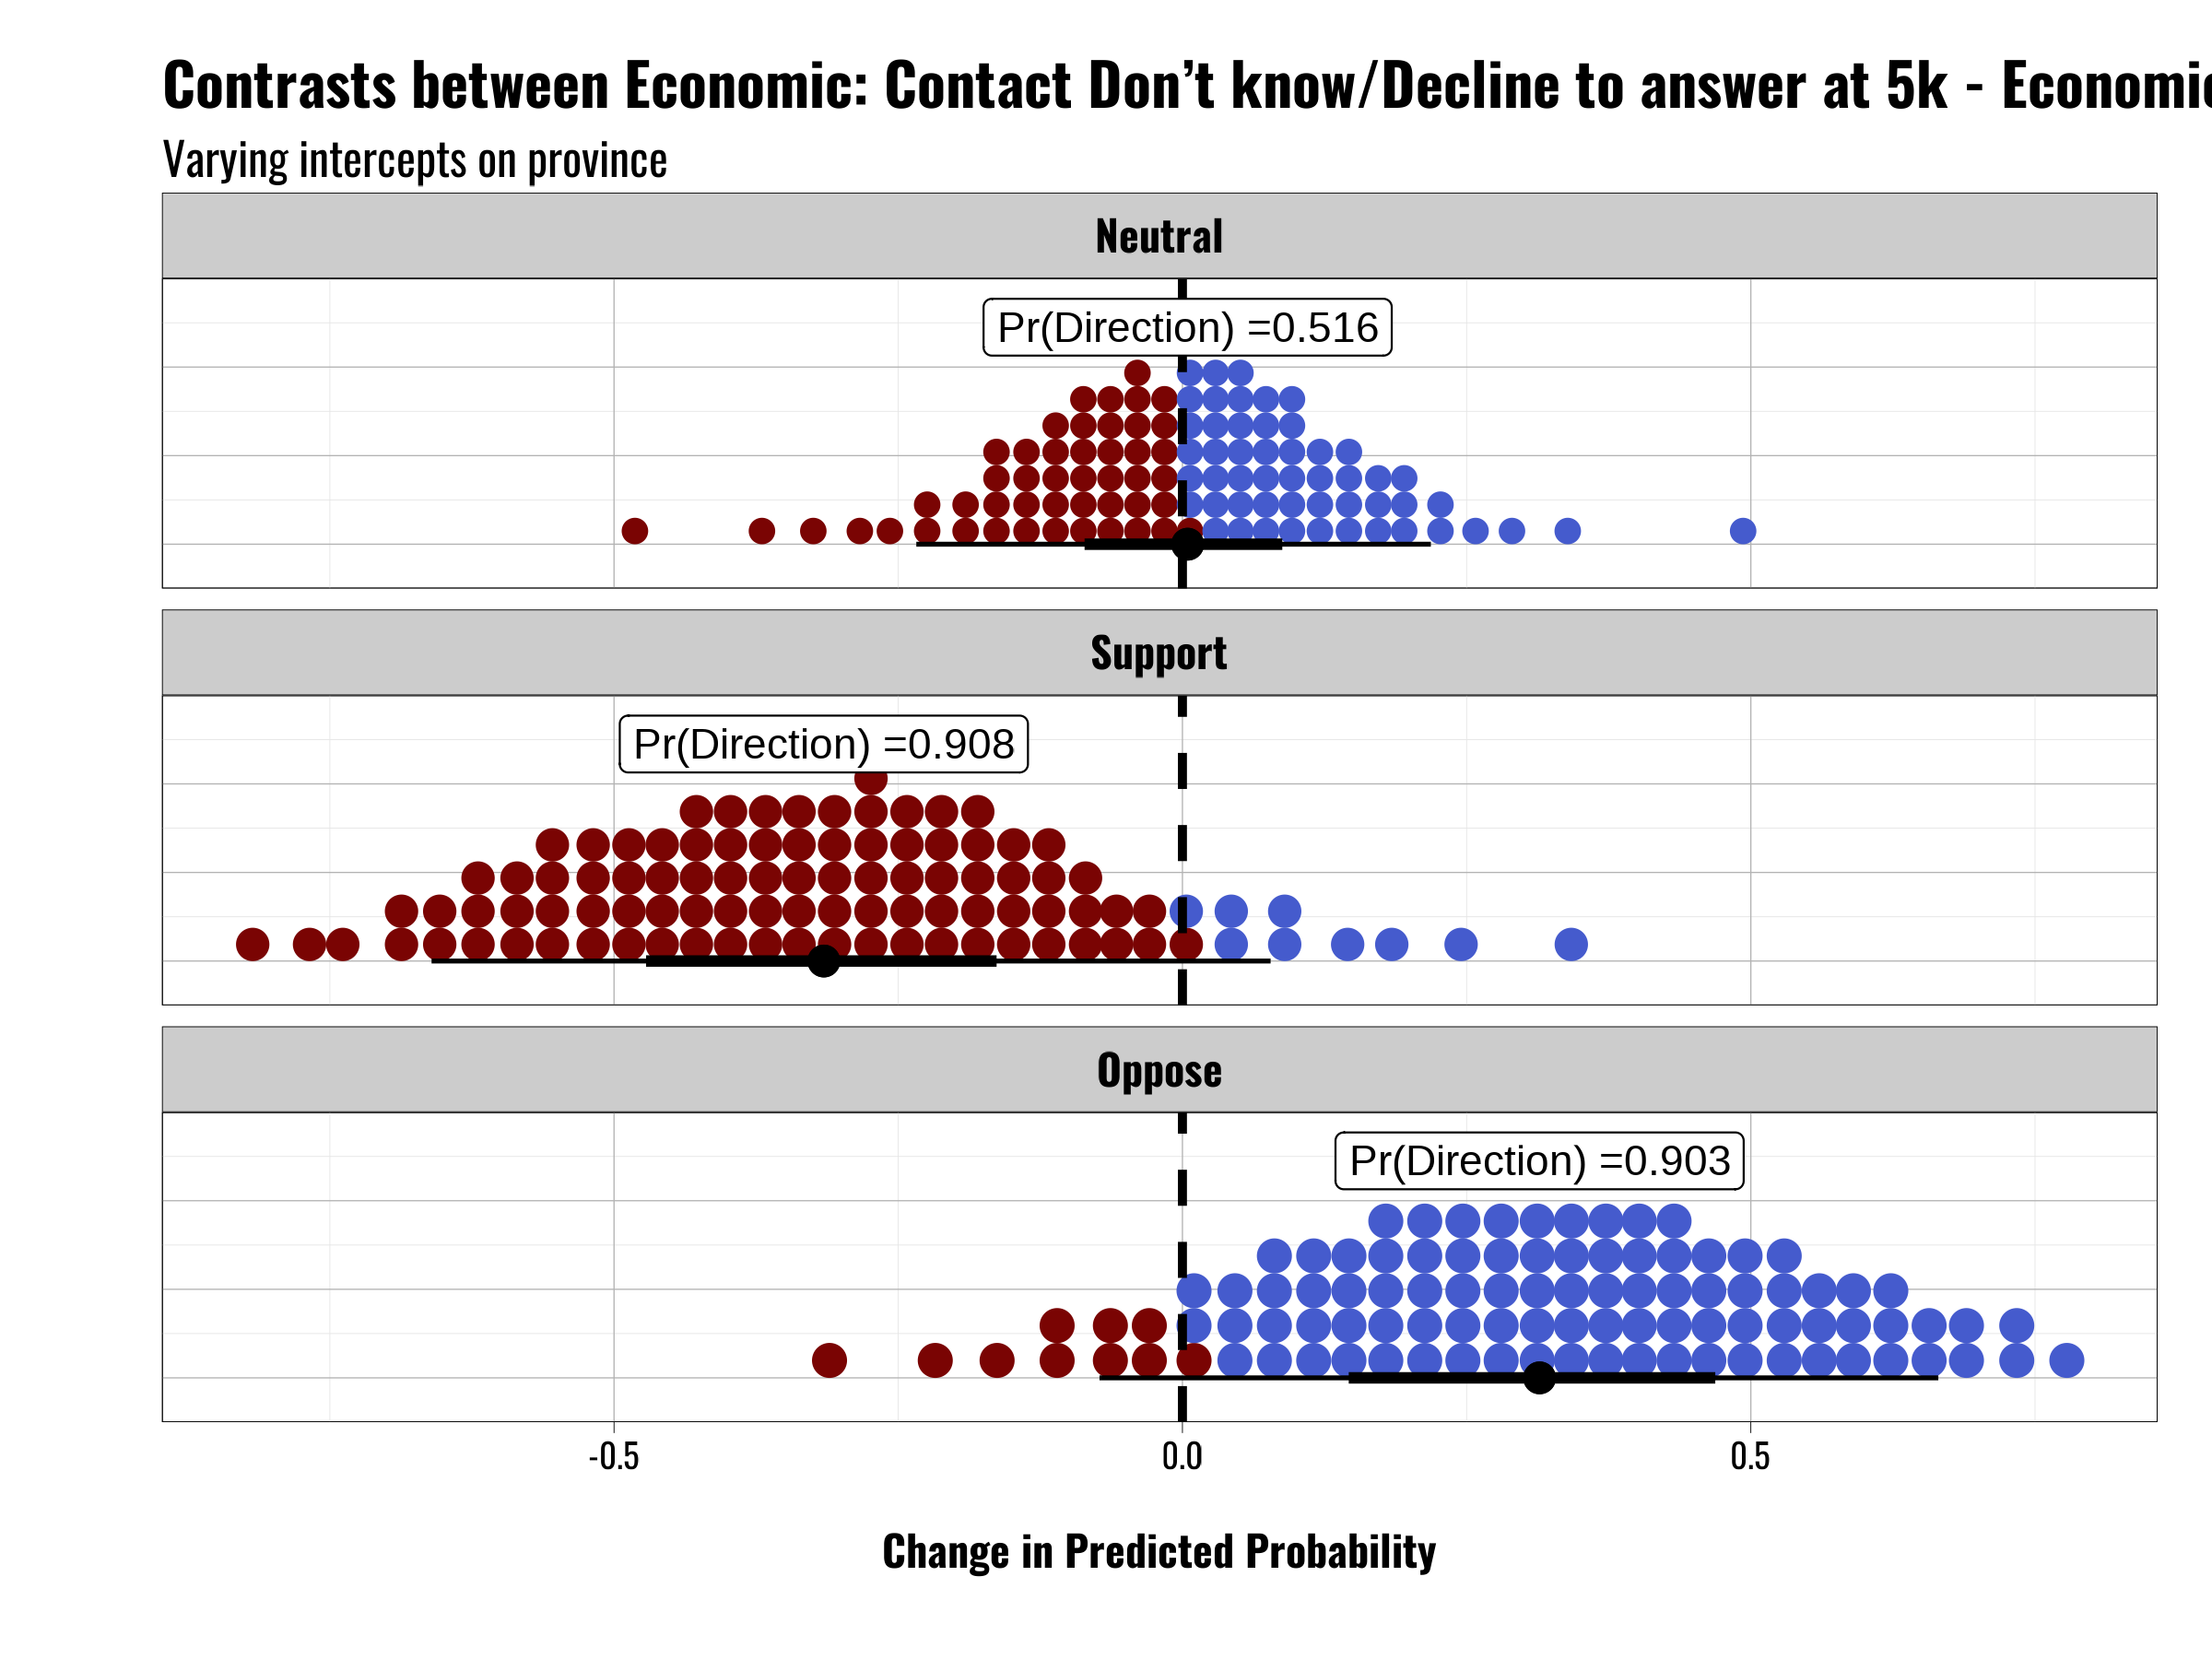 Contrasts between Economic: Contact Don’t know/Decline to answer at 5k - Economic
Varying intercepts on province
Neutral
Pr(Direction) =0.516
Support
Pr(Direction) =0.908
Oppose
Pr(Direction) =0.903
-0.5 0.0 0.5
Change in Predicted Probability